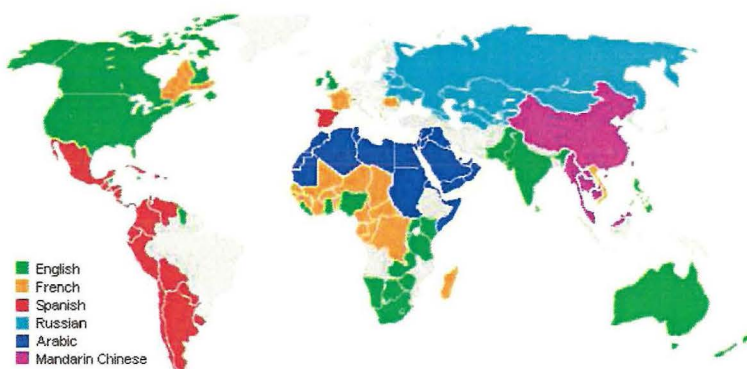 English
French
Spanish
Russian
Arabic
Mandarin Chinese